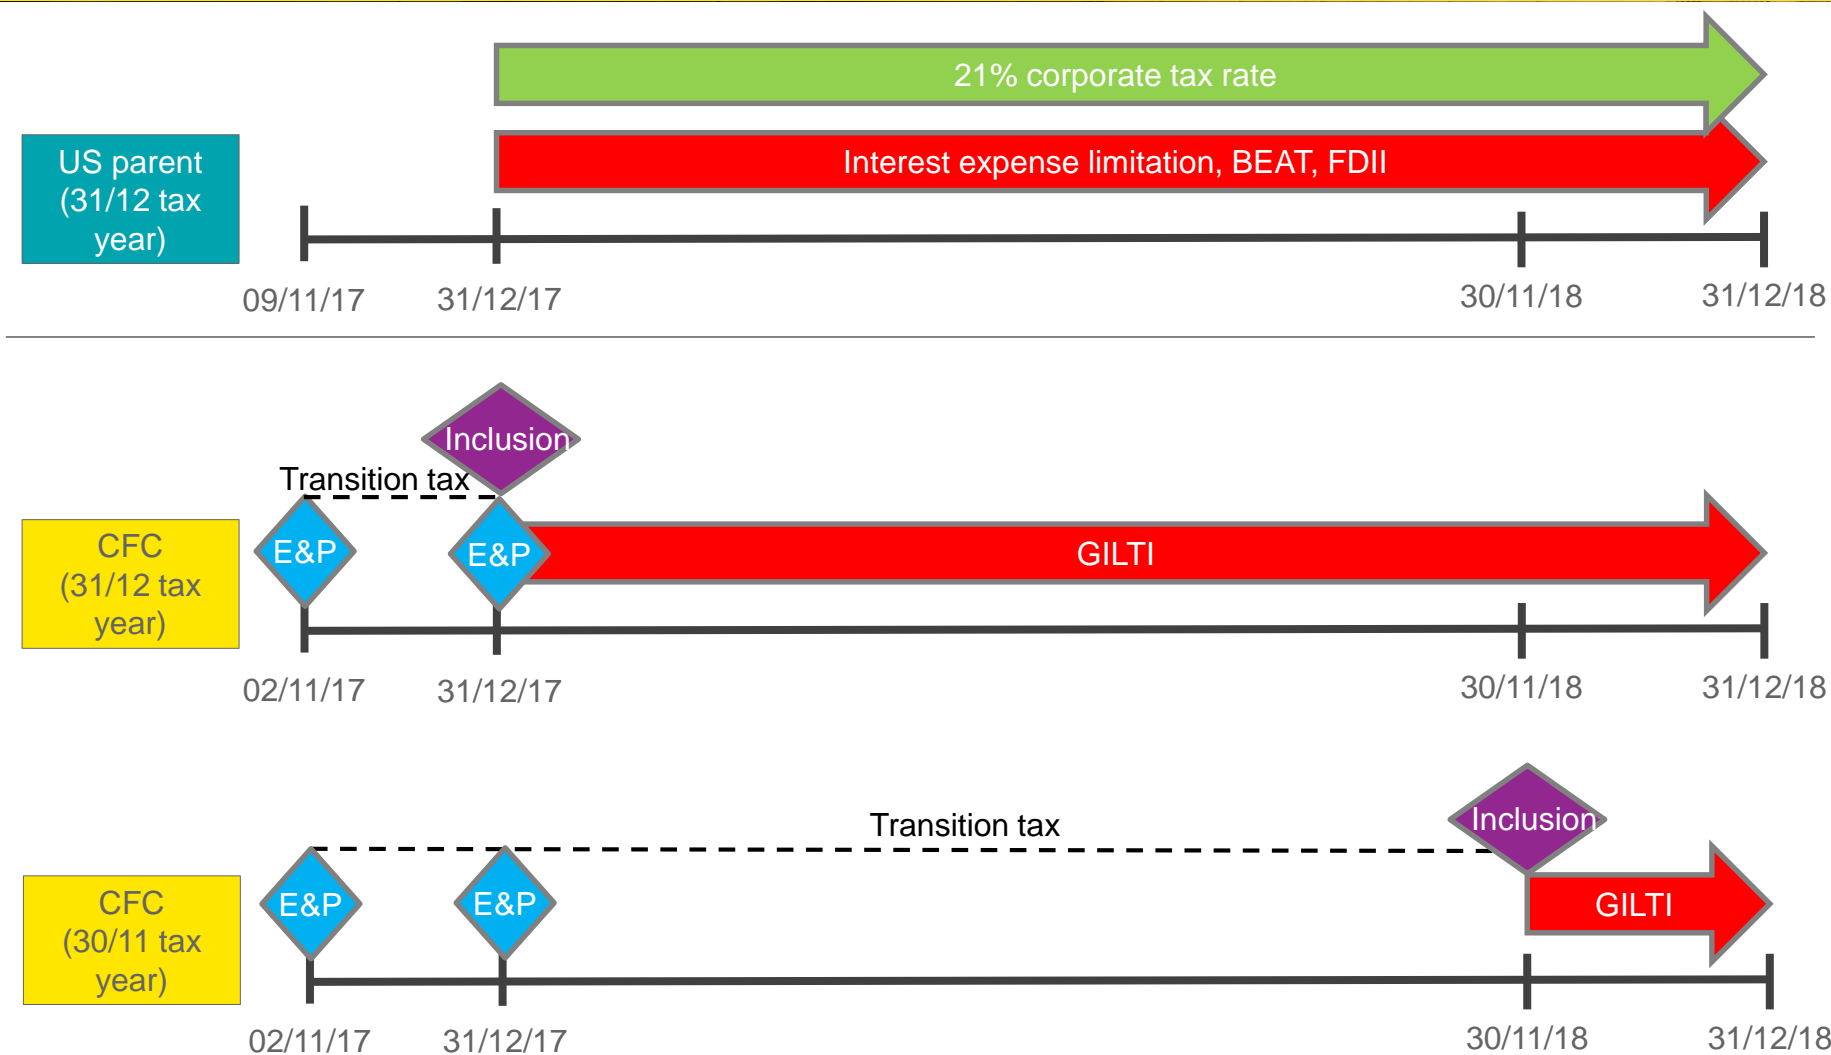 21% corporate tax rate
US parent
(31/12 tax
year)
Interest expense limitation, BEAT, FDII
09/11/17
31/12/17
30/11/18
31/12/18
Inclusion
Transition tax
CFC
(31/12 tax
year)
E&P
E&P
GILTI
02/11/17
31/12/17
30/11/18
31/12/18
Inclusion
Transition tax
CFC
(30/11 tax
year)
E&P
E&P
GILTI
02/11/17
31/12/17
30/11/18
31/12/18